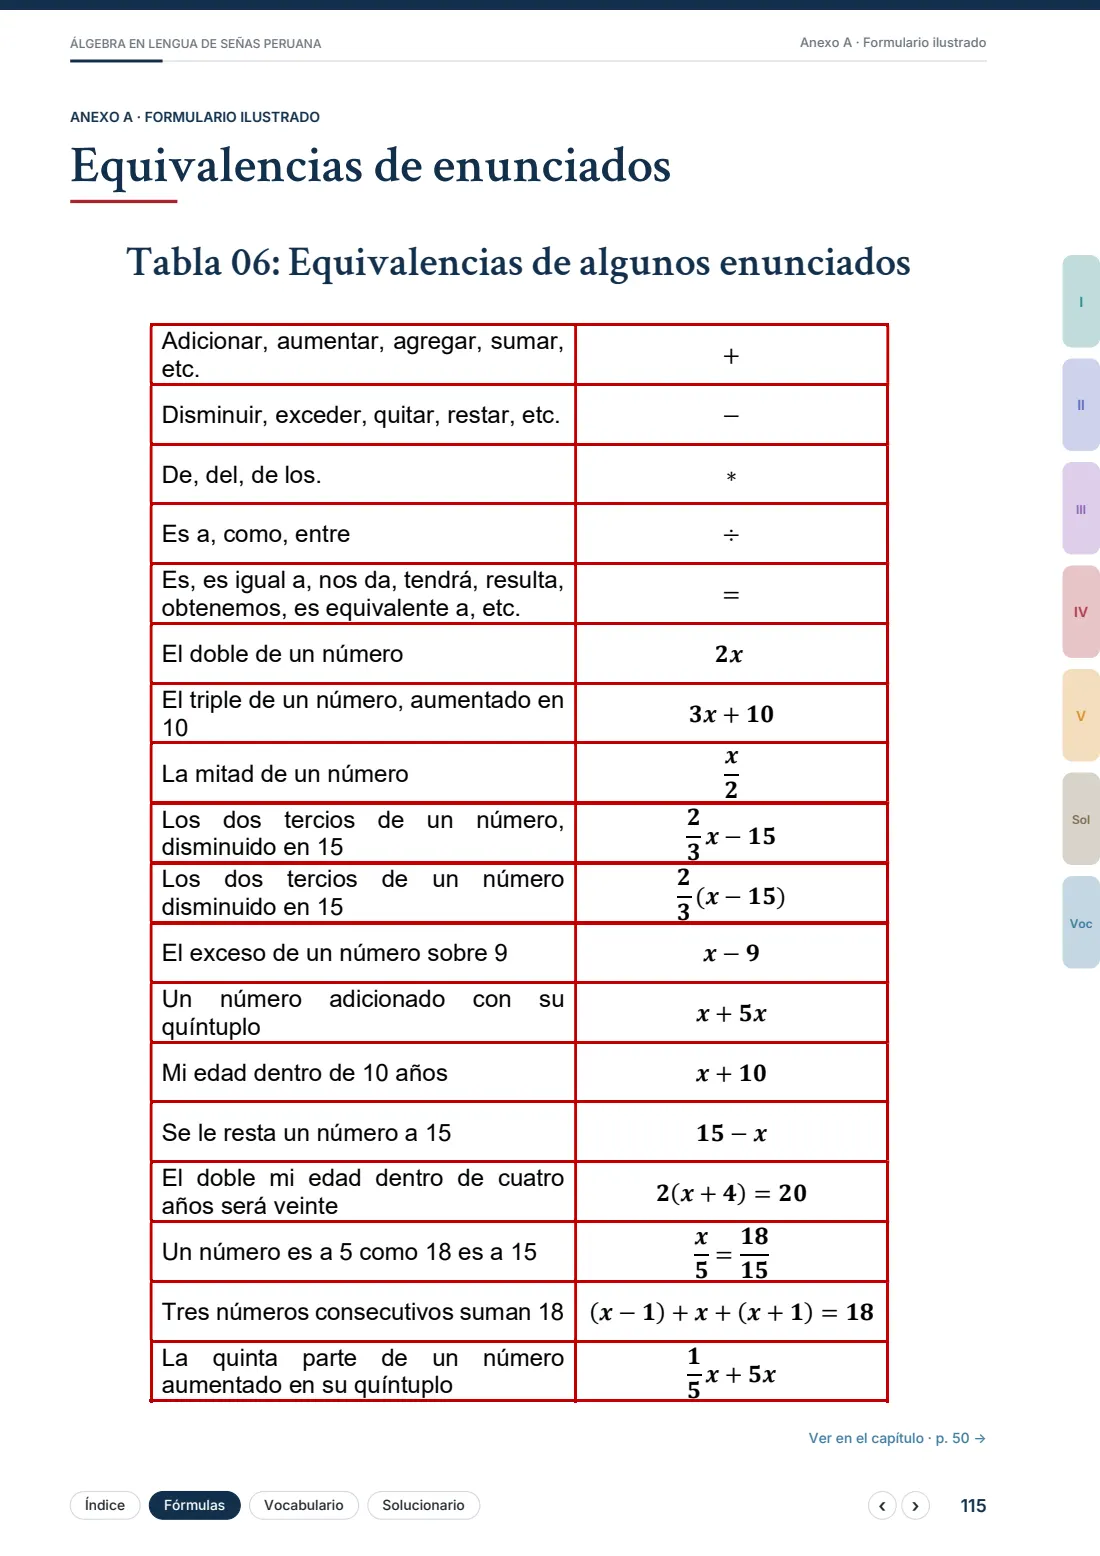 ÁLGEBRA EN LENGUA DE SEÑAS PERUANA
Anexo A · Formulario ilustrado
ANEXO A · FORMULARIO ILUSTRADO
Equivalencias de enunciados
Tabla 06: Equivalencias de algunos enunciados
Adicionar, aumentar, agregar, sumar,
etc.
+
Disminuir, exceder, quitar, restar, etc.
−
De, del, de los.
*
Es a, como, entre
÷
Es, es igual a, nos da, tendrá, resulta,
obtenemos, es equivalente a, etc.
=
El doble de un número
2x
El triple de un número, aumentado en
10
3x + 10
La mitad de un número
x/2
Los dos tercios de un número,
disminuido en 15
2/3 x − 15
Los dos tercios de un número
disminuido en 15
2/3 (x − 15)
El exceso de un número sobre 9
x − 9
Un número adicionado con su
quíntuplo
x + 5x
Mi edad dentro de 10 años
x + 10
Se le resta un número a 15
15 − x
El doble mi edad dentro de cuatro
años será veinte
2(x + 4) = 20
Un número es a 5 como 18 es a 15
x/5 = 18/15
Tres números consecutivos suman 18
(x − 1) + x + (x + 1) = 18
La quinta parte de un número
aumentado en su quíntuplo
1/5 x + 5x
I
II
III
IV
V
Sol
Voc
Ver en el capítulo · p. 50 →
Índice
Fórmulas
Vocabulario
Solucionario
‹ ›
115